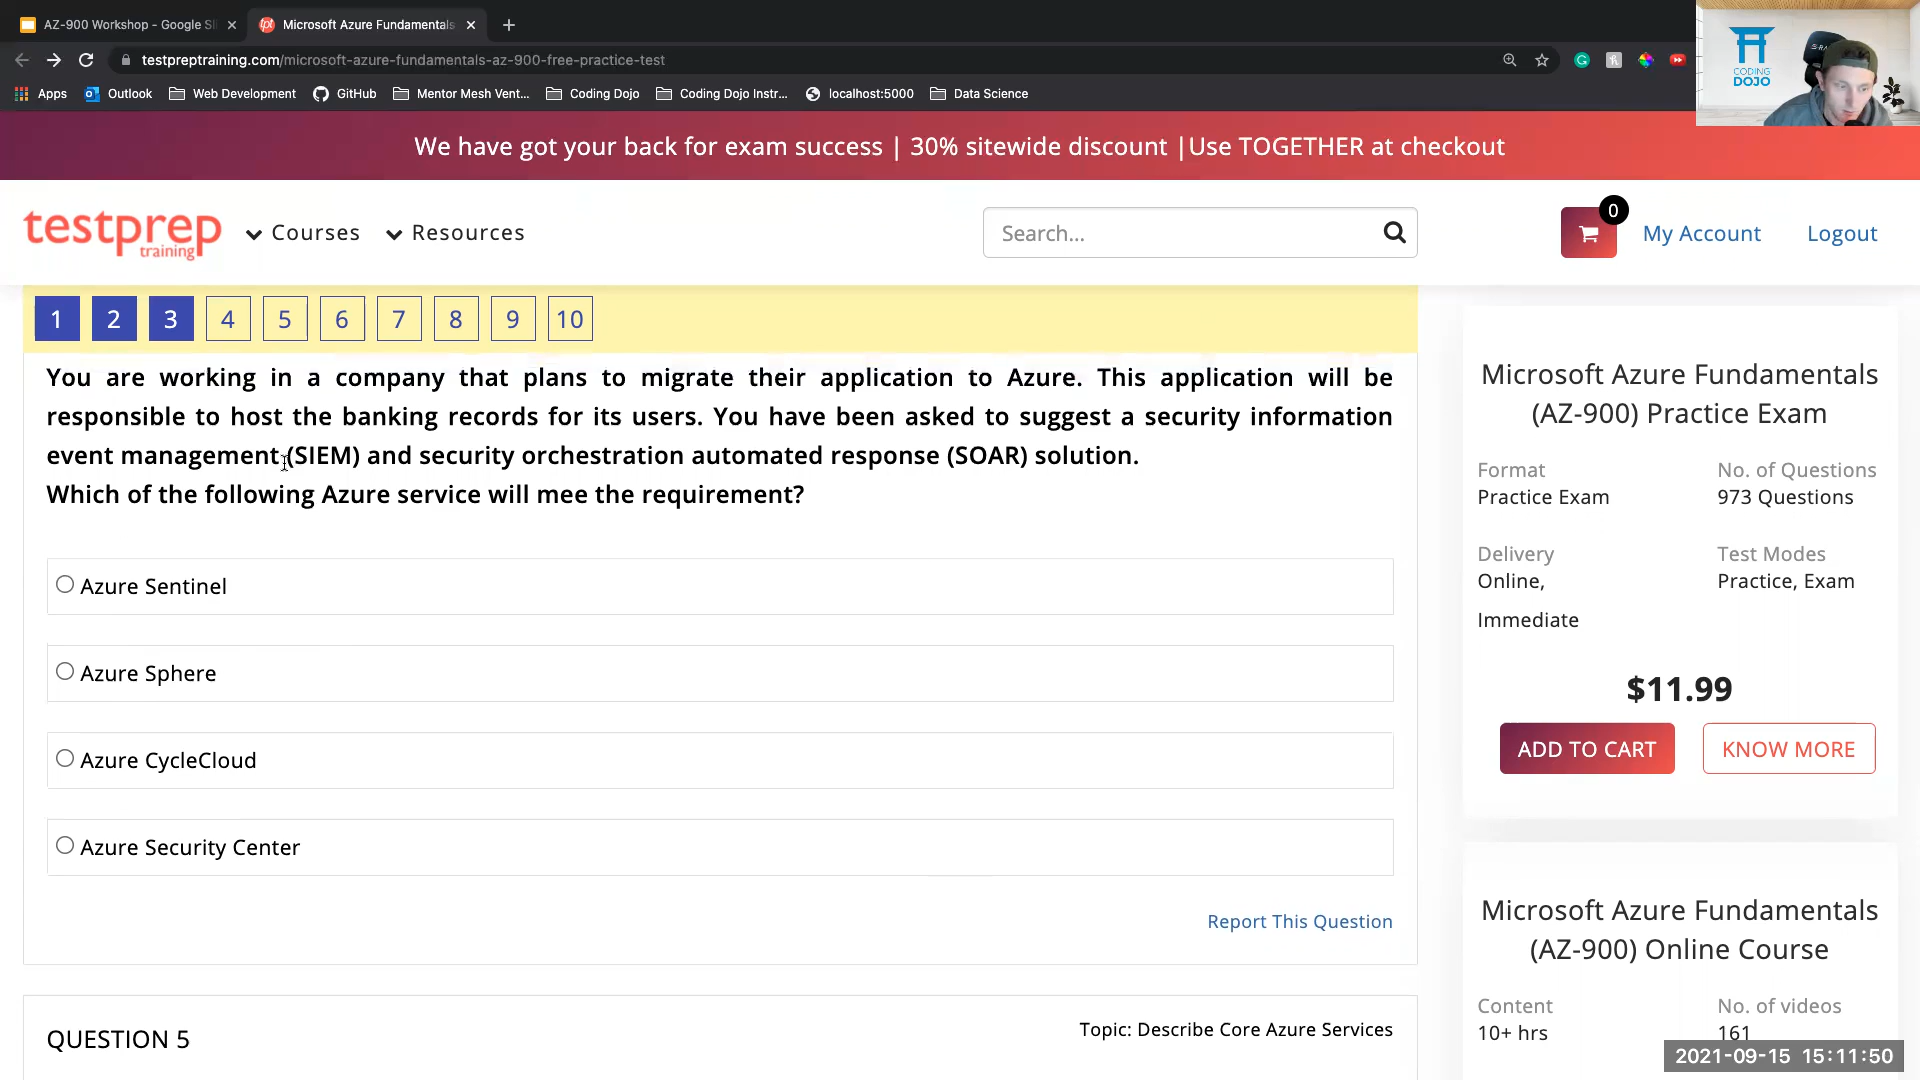 AZ-900 Workshop - Google Sli
Microsoft Azure Fundamentals
testpreptraining.com/microsoft-azure-fundamentals-az-900-free-practice-test
Apps
Outlook
Web Development
GitHub
Mentor Mesh Vent...
Coding Dojo
Coding Dojo Instr...
localhost:5000
Data Science
CODING
DOJO
We have got your back for exam success | 30% sitewide discount |Use TOGETHER at checkout
testprep
training
Courses
Resources
Search...
0
My Account
Logout
1 2 3 4 5 6 7 8 9 10
You are working in a company that plans to migrate their application to Azure. This application will be
responsible to host the banking records for its users. You have been asked to suggest a security information
event management (SIEM) and security orchestration automated response (SOAR) solution.
Which of the following Azure service will mee the requirement?
Azure Sentinel
Azure Sphere
Azure CycleCloud
Azure Security Center
Report This Question
QUESTION 5
Topic: Describe Core Azure Services
Microsoft Azure Fundamentals
(AZ-900) Practice Exam
Format
Practice Exam
No. of Questions
973 Questions
Delivery
Online,
Immediate
Test Modes
Practice, Exam
$11.99
ADD TO CART
KNOW MORE
Microsoft Azure Fundamentals
(AZ-900) Online Course
Content
10+ hrs
No. of videos
161
2021-09-15 15:11:50